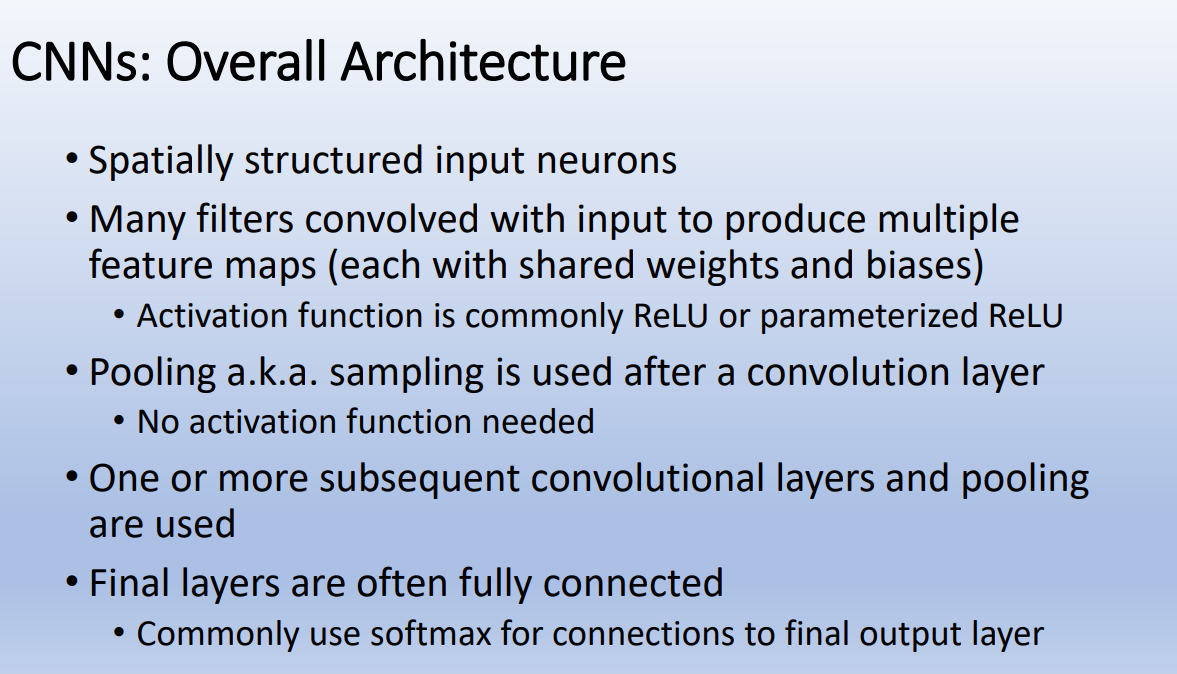 CNNs: Overall Architecture
• Spatially structured input neurons
• Many filters convolved with input to produce multiple
feature maps (each with shared weights and biases)
• Activation function is commonly ReLU or parameterized ReLU
• Pooling a.k.a. sampling is used after a convolution layer
• No activation function needed
• One or more subsequent convolutional layers and pooling
are used
• Final layers are often fully connected
• Commonly use softmax for connections to final output layer